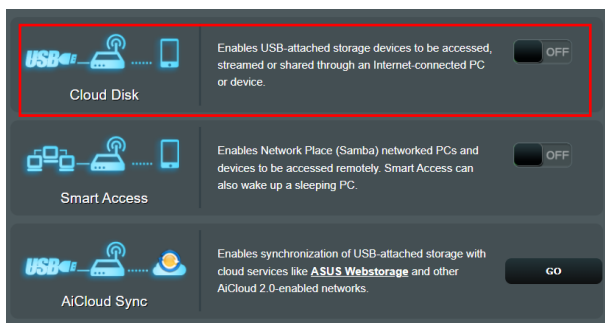 Enables USB-attached storage devices to be accessed,
streamed or shared through an Internet-connected PC
or device.
OFF
USB
Cloud Disk
Enables Network Place (Samba) networked PCs and
devices to be accessed remotely. Smart Access can
also wake up a sleeping PC.
OFF
Smart Access
Enables synchronization of USB-attached storage with
cloud services like ASUS Webstorage and other
AiCloud 2.0-enabled networks.
GO
USB
AiCloud Sync